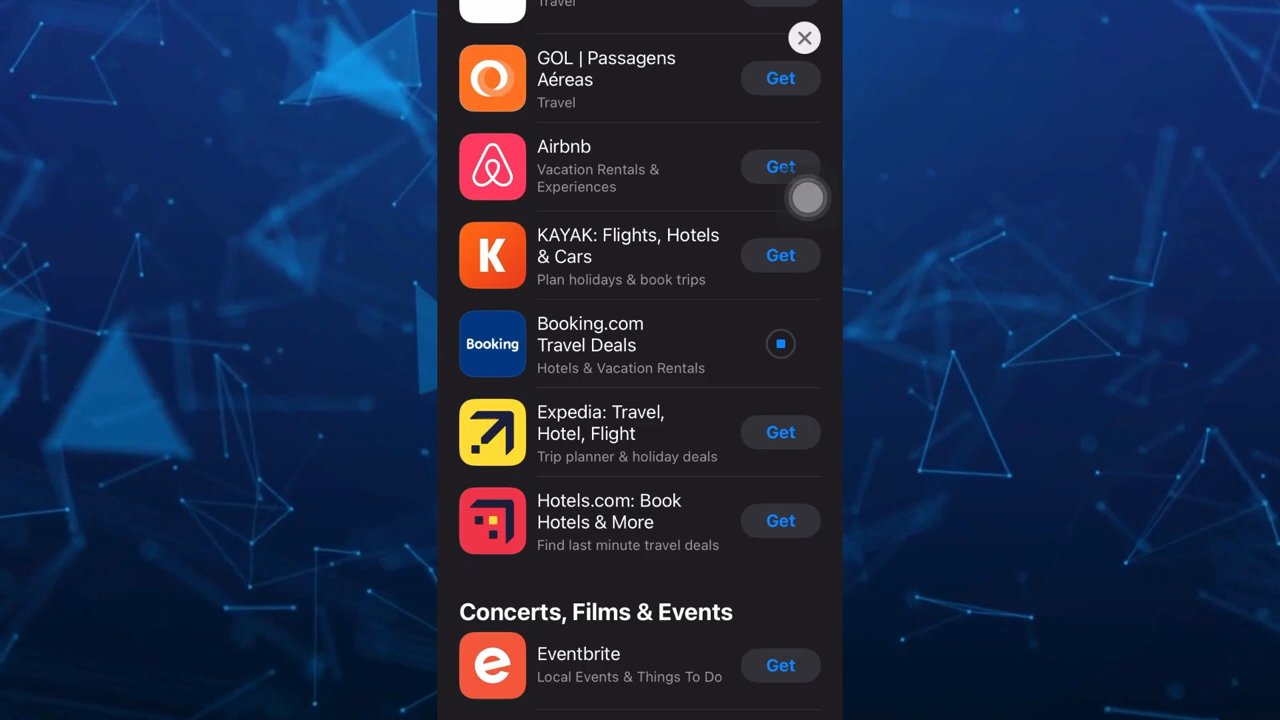 Travel
GOL | Passagens
Aéreas
Travel
Get
Airbnb
Vacation Rentals &
Experiences
Get
KAYAK: Flights, Hotels
& Cars
Plan holidays & book trips
Get
K
Booking.com
Travel Deals
Hotels & Vacation Rentals
Booking
Expedia: Travel,
Hotel, Flight
Trip planner & holiday deals
Get
Hotels.com: Book
Hotels & More
Find last minute travel deals
Get
Concerts, Films & Events
Eventbrite
Local Events & Things To Do
Get
e